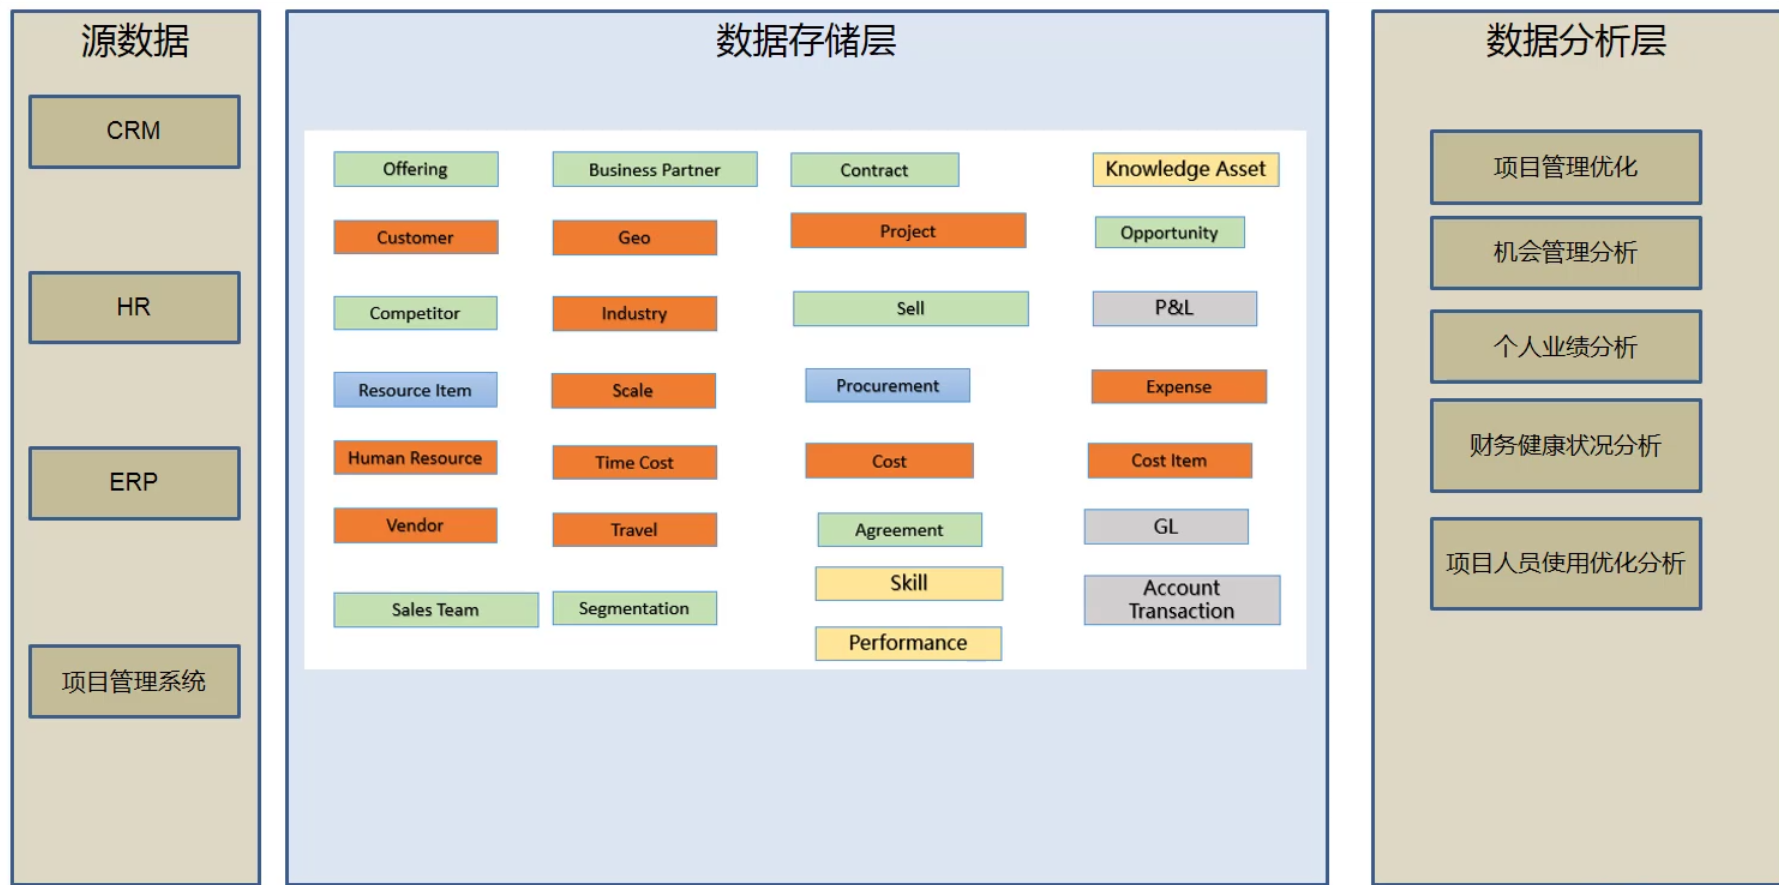 源数据
CRM
HR
ERP
项目管理系统
数据存储层
Offering
Business Partner
Contract
Knowledge Asset
Customer
Geo
Project
Opportunity
Competitor
Industry
Sell
P&L
Resource Item
Scale
Procurement
Expense
Human Resource
Time Cost
Cost
Cost Item
Vendor
Travel
Agreement
GL
Skill
Account
Transaction
Sales Team
Segmentation
Performance
数据分析层
项目管理优化
机会管理分析
个人业绩分析
财务健康状况分析
项目人员使用优化分析